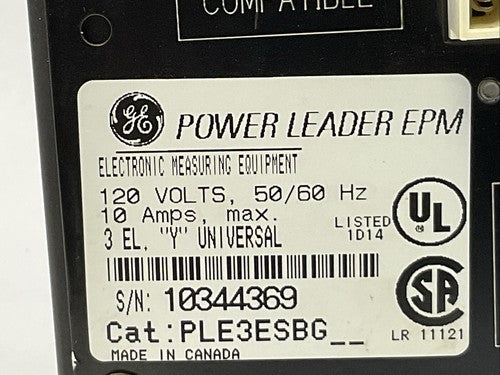 COMPATIBLE
GE POWER LEADER EPM
ELECTRONIC MEASURING EQUIPMENT
120 VOLTS, 50/60 Hz
10 Amps, max.
3 EL. "Y" UNIVERSAL
LISTED
1D14
UL
®
S/N: 10344369
Cat:PLE3ESBG__
MADE IN CANADA
SA
LR 11121